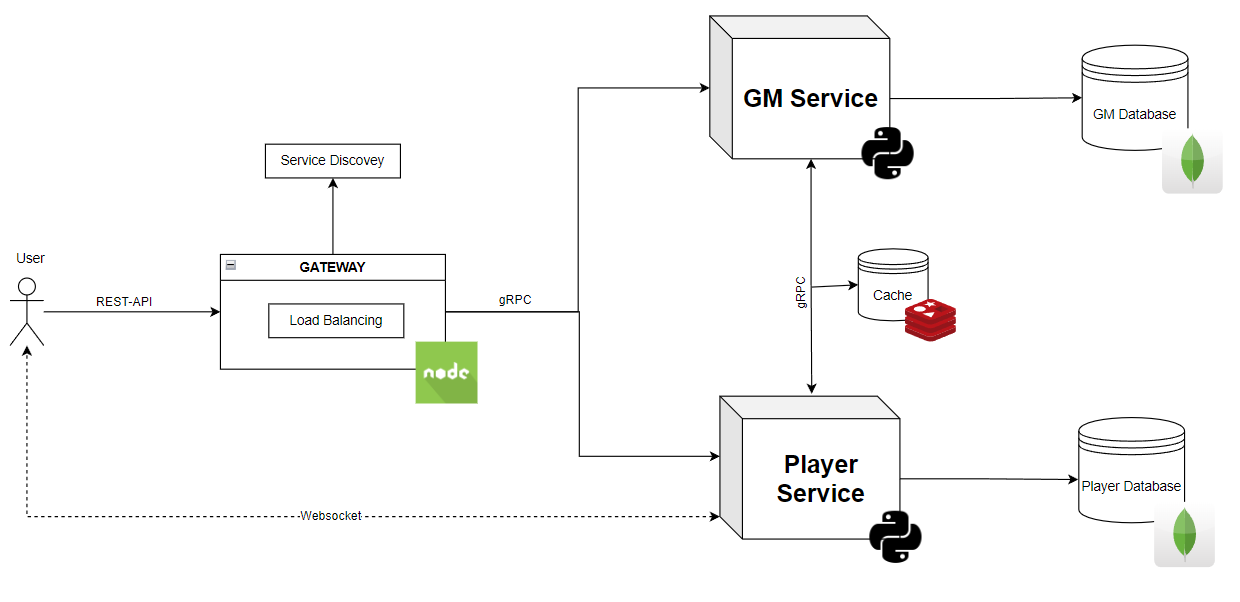 GM Service
GM Database
Service Discovey
User
GATEWAY
REST-API
Load Balancing
gRPC
gRPC
Cache
node
Player
Service
Player Database
Websocket